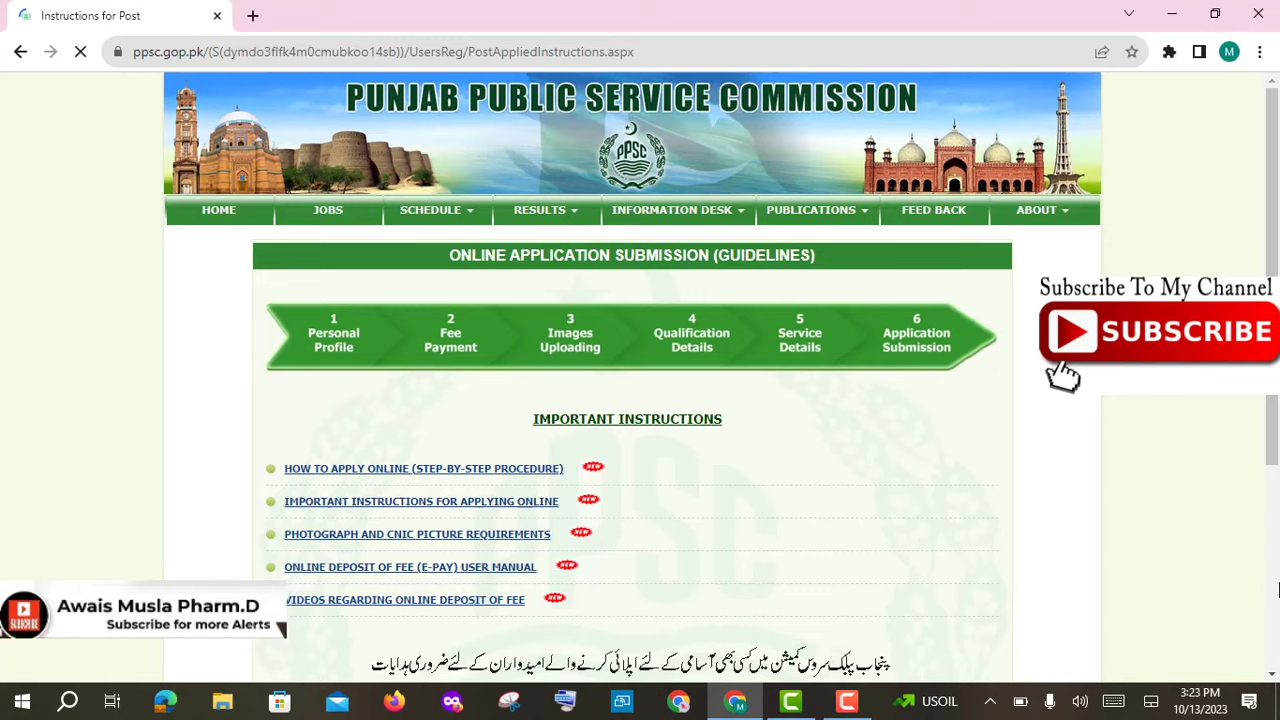 Instructions for Post
ppsc.gop.pk/(S(dymdo3flfk4m0cmubkoo14sb))/UsersReg/PostAppliedInstructions.aspx
M
PUNJAB PUBLIC SERVICE COMMISSION
PPSC
HOME JOBS SCHEDULE RESULTS INFORMATION DESK PUBLICATIONS FEED BACK ABOUT
ONLINE APPLICATION SUBMISSION (GUIDELINES)
1 Personal Profile
2 Fee Payment
3 Images Uploading
4 Qualification Details
5 Service Details
6 Application Submission
Subscribe To My Channel
SUBSCRIBE
IMPORTANT INSTRUCTIONS
HOW TO APPLY ONLINE (STEP-BY-STEP PROCEDURE) NEW
IMPORTANT INSTRUCTIONS FOR APPLYING ONLINE NEW
PHOTOGRAPH AND CNIC PICTURE REQUIREMENTS NEW
ONLINE DEPOSIT OF FEE (E-PAY) USER MANUAL NEW
VIDEOS REGARDING ONLINE DEPOSIT OF FEE NEW
SUBSCRIBE
Awais Musla Pharm.D
Subscribe for more Alerts
پنجاب پبلک سروس کمیشن میں کسی بھی آسامی کے لئے اپلائی کرنے والے امیدواران کے لئے ضروری ہدایات
USOIL
3:23 PM
10/13/2023